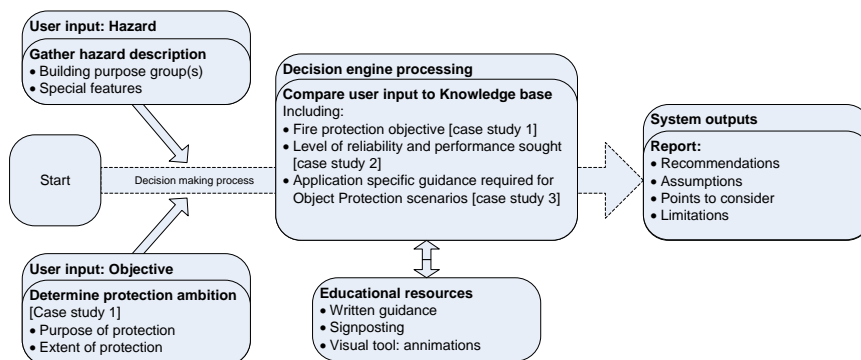 User input: Hazard
Gather hazard description
• Building purpose group(s)
• Special features
Start
Decision making process
User input: Objective
Determine protection ambition
[Case study 1]
• Purpose of protection
• Extent of protection
Decision engine processing
Compare user input to Knowledge base
Including:
• Fire protection objective [case study 1]
• Level of reliability and performance sought
[case study 2]
• Application specific guidance required for
Object Protection scenarios [case study 3]
Educational resources
• Written guidance
• Signposting
• Visual tool: annimations
System outputs
Report:
• Recommendations
• Assumptions
• Points to consider
• Limitations